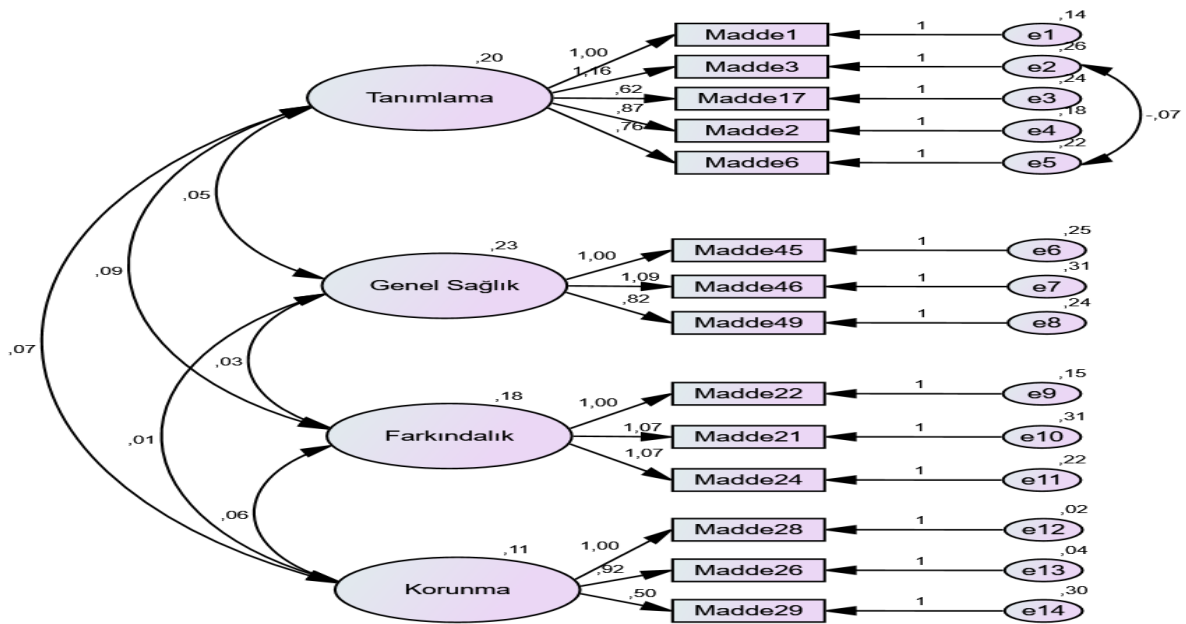 ,14
Madde1
1
e1
1,00
,26
,20
Madde3
1
e2
1,16
,24
Tanımlama
Madde17
1
e3
,62
,18
-,07
Madde2
1
e4
,87
,22
Madde6
1
e5
,76
,05
,25
,23
Madde45
1
e6
1,00
,31
Genel Sağlık
Madde46
1
e7
1,09
,24
Madde49
1
e8
,82
,09
,07
,03
,15
,18
Madde22
1
e9
1,00
,31
Farkındalık
Madde21
1
e10
1,07
,22
Madde24
1
e11
1,07
,01
,06
,02
,11
Madde28
1
e12
1,00
,04
Korunma
Madde26
1
e13
,92
,30
Madde29
1
e14
,50